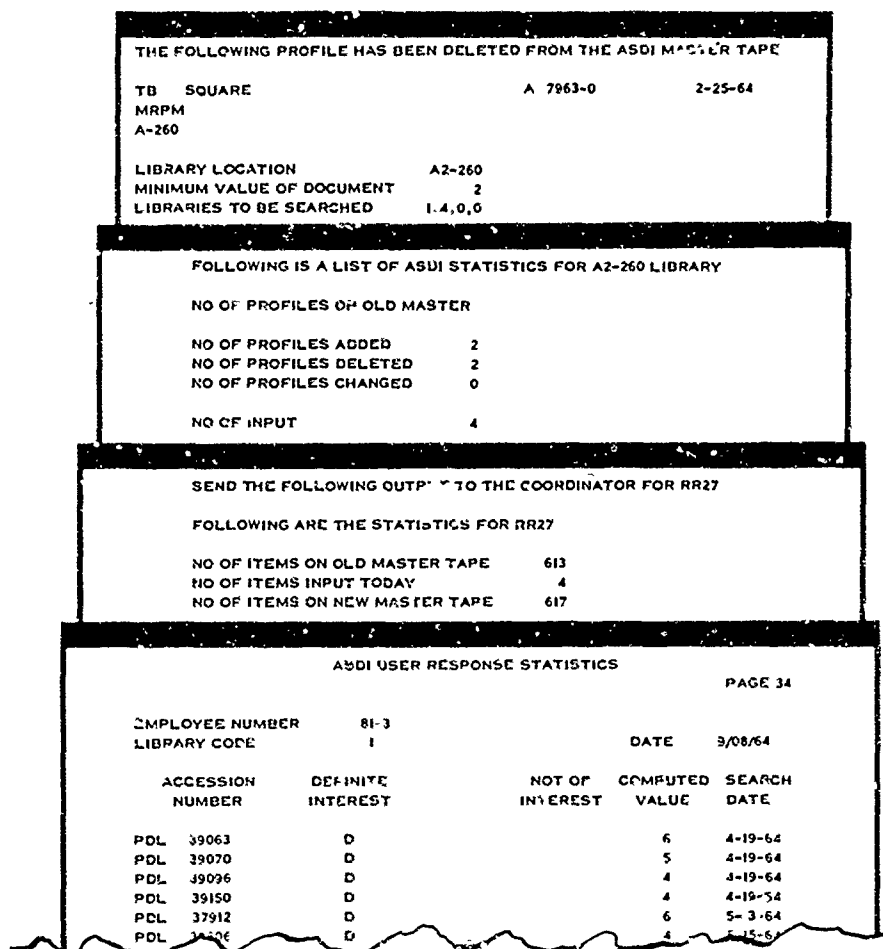 THE FOLLOWING PROFILE HAS BEEN DELETED FROM THE ASDI MASTER TAPE
TB SQUARE A 7963-0 2-25-64
MRPM
A-260
LIBRARY LOCATION A2-260
MINIMUM VALUE OF DOCUMENT 2
LIBRARIES TO BE SEARCHED 1,4,0,0
FOLLOWING IS A LIST OF ASDI STATISTICS FOR A2-260 LIBRARY
NO OF PROFILES ON OLD MASTER
NO OF PROFILES ADDED 2
NO OF PROFILES DELETED 2
NO OF PROFILES CHANGED 0
NO OF INPUT 4
SEND THE FOLLOWING OUTPUT TO THE COORDINATOR FOR RR27
FOLLOWING ARE THE STATISTICS FOR RR27
NO OF ITEMS ON OLD MASTER TAPE 613
NO OF ITEMS INPUT TODAY 4
NO OF ITEMS ON NEW MASTER TAPE 617
ASDI USER RESPONSE STATISTICS
PAGE 34
EMPLOYEE NUMBER 81-3
LIBRARY CODE 1 DATE 9/08/64
ACCESSION DEFINITE NOT OF COMPUTED SEARCH
NUMBER INTEREST INTEREST VALUE DATE
PDL 39063 D 6 4-19-64
PDL 39070 D 5 4-19-64
PDL 39096 D 4 4-19-64
PDL 39150 D 4 4-19-64
PDL 37912 D 6 5-3-64
PDL D 4